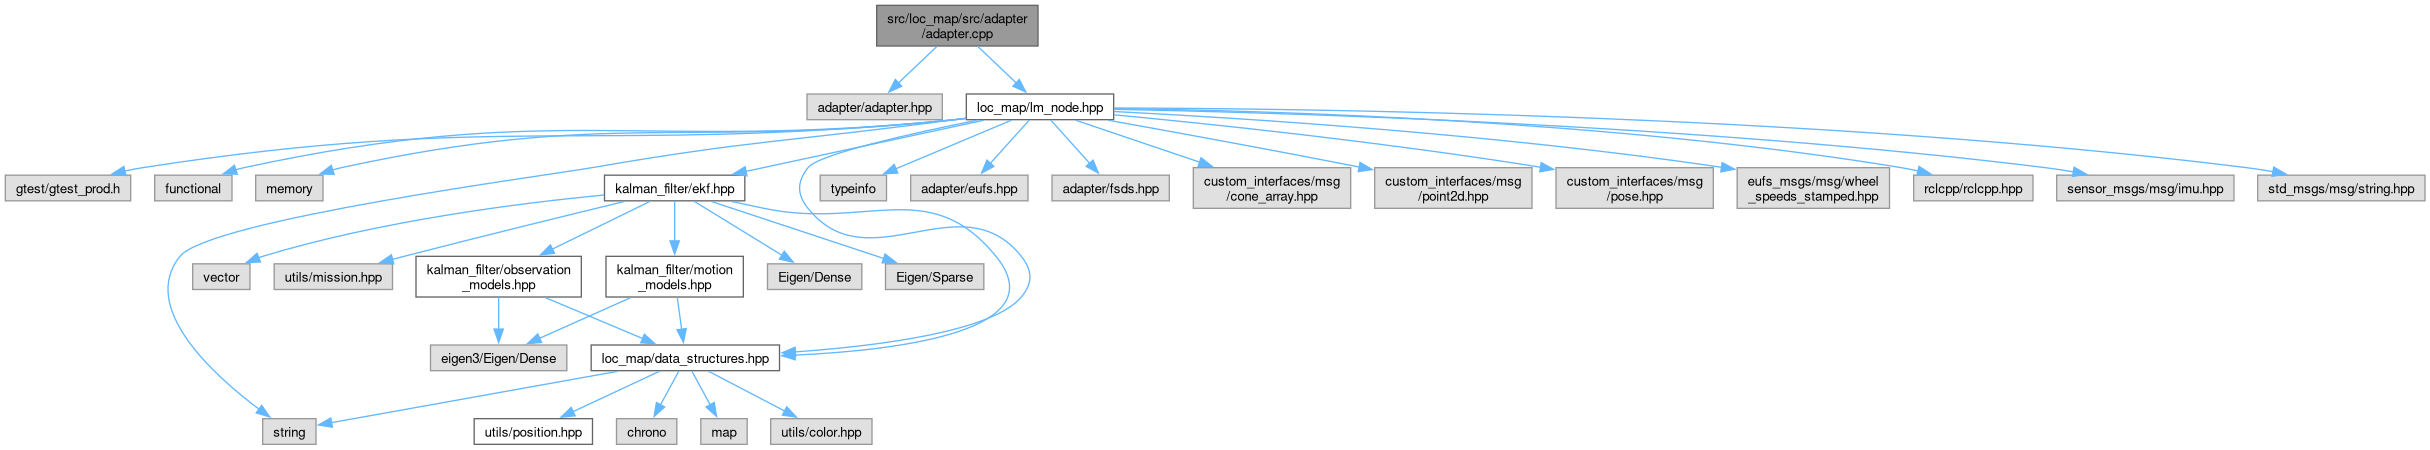 src/loc_map/src/adapter
/adapter.cpp
adapter/adapter.hpp
loc_map/lm_node.hpp
gtest/gtest_prod.h
functional
memory
kalman_filter/ekf.hpp
typeinfo
adapter/eufs.hpp
adapter/fsds.hpp
custom_interfaces/msg
/cone_array.hpp
custom_interfaces/msg
/point2d.hpp
custom_interfaces/msg
/pose.hpp
eufs_msgs/msg/wheel
_speeds_stamped.hpp
rclcpp/rclcpp.hpp
sensor_msgs/msg/imu.hpp
std_msgs/msg/string.hpp
vector
utils/mission.hpp
kalman_filter/observation
_models.hpp
kalman_filter/motion
_models.hpp
Eigen/Dense
Eigen/Sparse
eigen3/Eigen/Dense
loc_map/data_structures.hpp
string
utils/position.hpp
chrono
map
utils/color.hpp